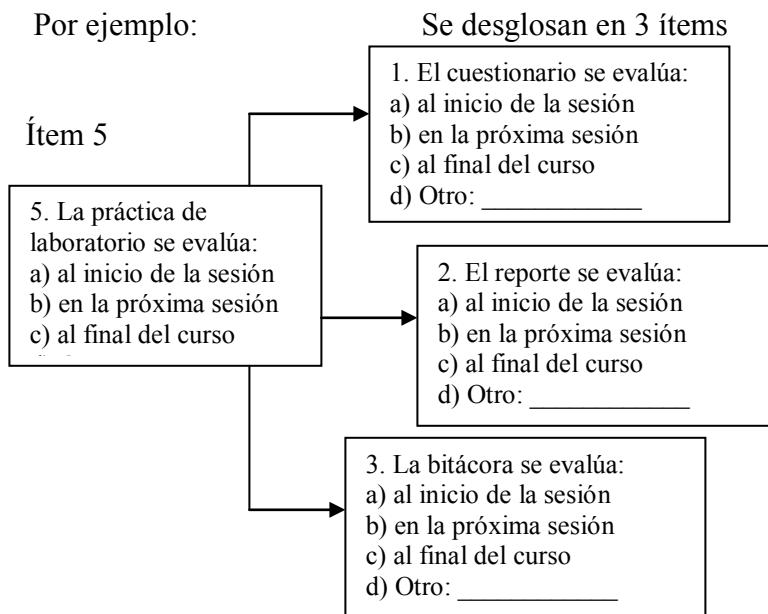 Por ejemplo:
Se desglosan en 3 ítems
Ítem 5
5. La práctica de
laboratorio se evalúa:
a) al inicio de la sesión
b) en la próxima sesión
c) al final del curso
1. El cuestionario se evalúa:
a) al inicio de la sesión
b) en la próxima sesión
c) al final del curso
d) Otro: ____________
2. El reporte se evalúa:
a) al inicio de la sesión
b) en la próxima sesión
c) al final del curso
d) Otro: ____________
3. La bitácora se evalúa:
a) al inicio de la sesión
b) en la próxima sesión
c) al final del curso
d) Otro: ____________